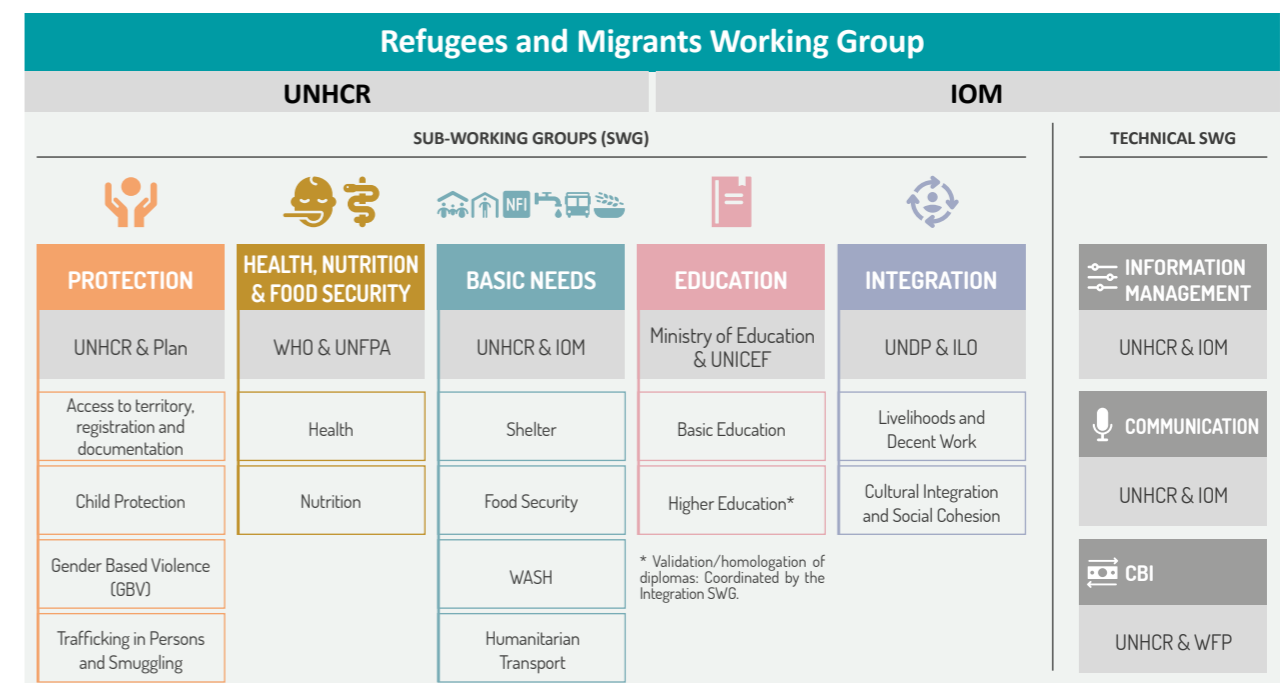 Refugees and Migrants Working Group
UNHCR
IOM
SUB-WORKING GROUPS (SWG)
TECHNICAL SWG
NFI
PROTECTION
UNHCR & Plan
Access to territory,
registration and
documentation
Child Protection
Gender Based Violence
(GBV)
Trafficking in Persons
and Smuggling
HEALTH, NUTRITION
& FOOD SECURITY
WHO & UNFPA
Health
Nutrition
BASIC NEEDS
UNHCR & IOM
Shelter
Food Security
WASH
Humanitarian
Transport
EDUCATION
Ministry of Education
& UNICEF
Basic Education
Higher Education*
* Validation/homologation of
diplomas: Coordinated by the
Integration SWG.
INTEGRATION
UNDP & ILO
Livelihoods and
Decent Work
Cultural Integration
and Social Cohesion
INFORMATION
MANAGEMENT
UNHCR & IOM
COMMUNICATION
UNHCR & IOM
CBI
UNHCR & WFP